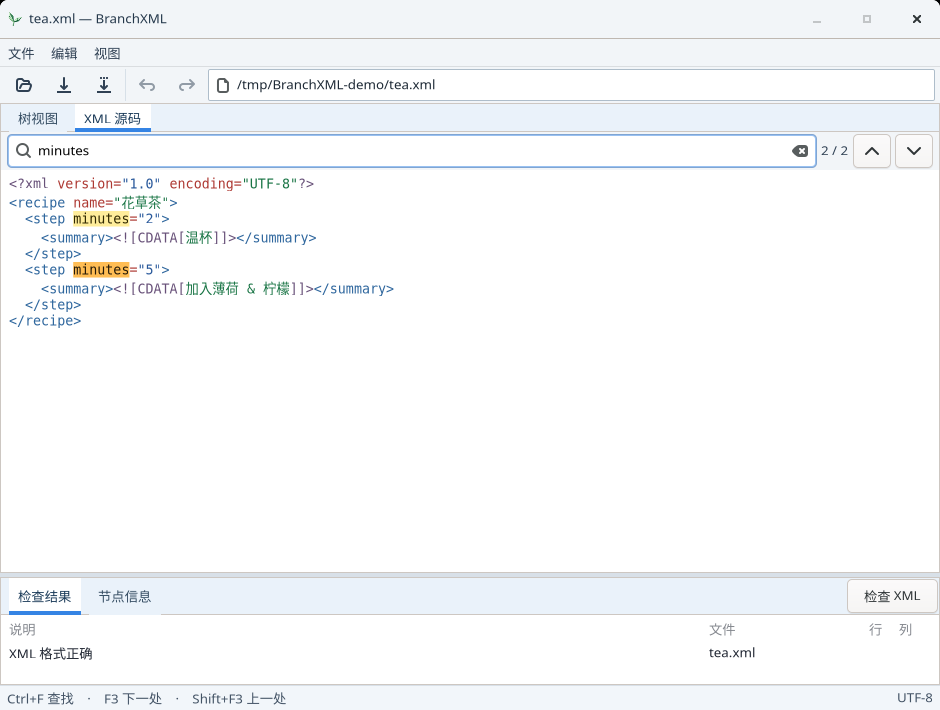 tea.xml — BranchXML
文件 编辑 视图
/tmp/BranchXML-demo/tea.xml
树视图 XML 源码
minutes 2 / 2
<?xml version="1.0" encoding="UTF-8"?>
<recipe name="花草茶">
  <step minutes="2">
    <summary><![CDATA[温杯]]></summary>
  </step>
  <step minutes="5">
    <summary><![CDATA[加入薄荷 & 柠檬]]></summary>
  </step>
</recipe>
检查结果 节点信息 检查 XML
说明 文件 行 列
XML 格式正确 tea.xml
Ctrl+F 查找 · F3 下一处 · Shift+F3 上一处 UTF-8